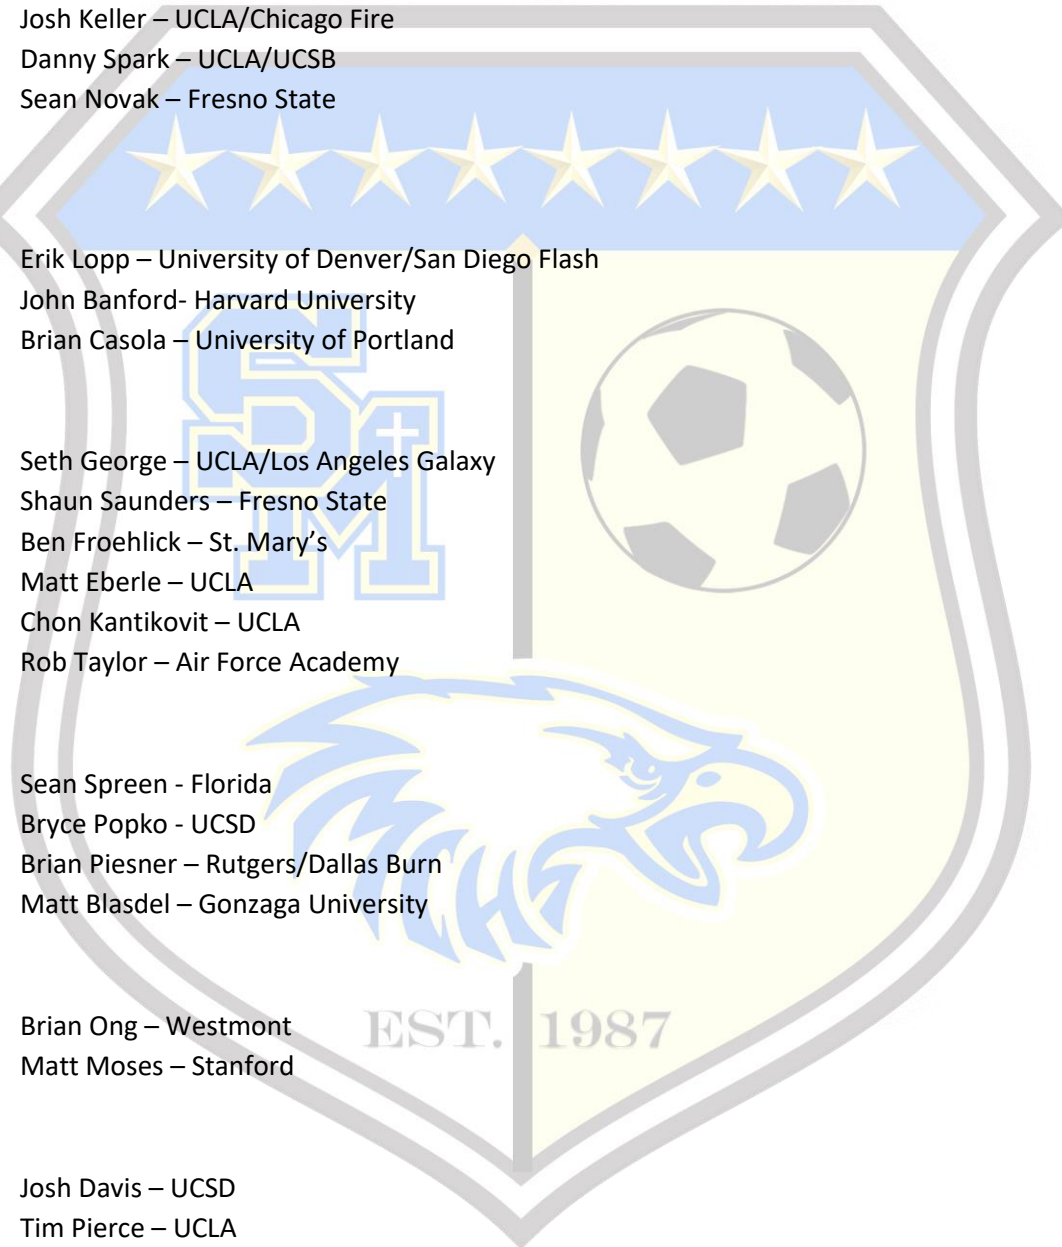 Josh Keller – UCLA/Chicago Fire
Danny Spark – UCLA/UCSB
Sean Novak – Fresno State
Erik Lopp – University of Denver/San Diego Flash
John Banford- Harvard University
Brian Casola – University of Portland
SM
Seth George – UCLA/Los Angeles Galaxy
Shaun Saunders – Fresno State
Ben Froehlick – St. Mary’s
Matt Eberle – UCLA
Chon Kantikovit – UCLA
Rob Taylor – Air Force Academy
Sean Spreen - Florida
Bryce Popko - UCSD
Brian Piesner – Rutgers/Dallas Burn
Matt Blasdel – Gonzaga University
MCHS
Brian Ong – Westmont
EST. 1987
Matt Moses – Stanford
Josh Davis – UCSD
Tim Pierce – UCLA